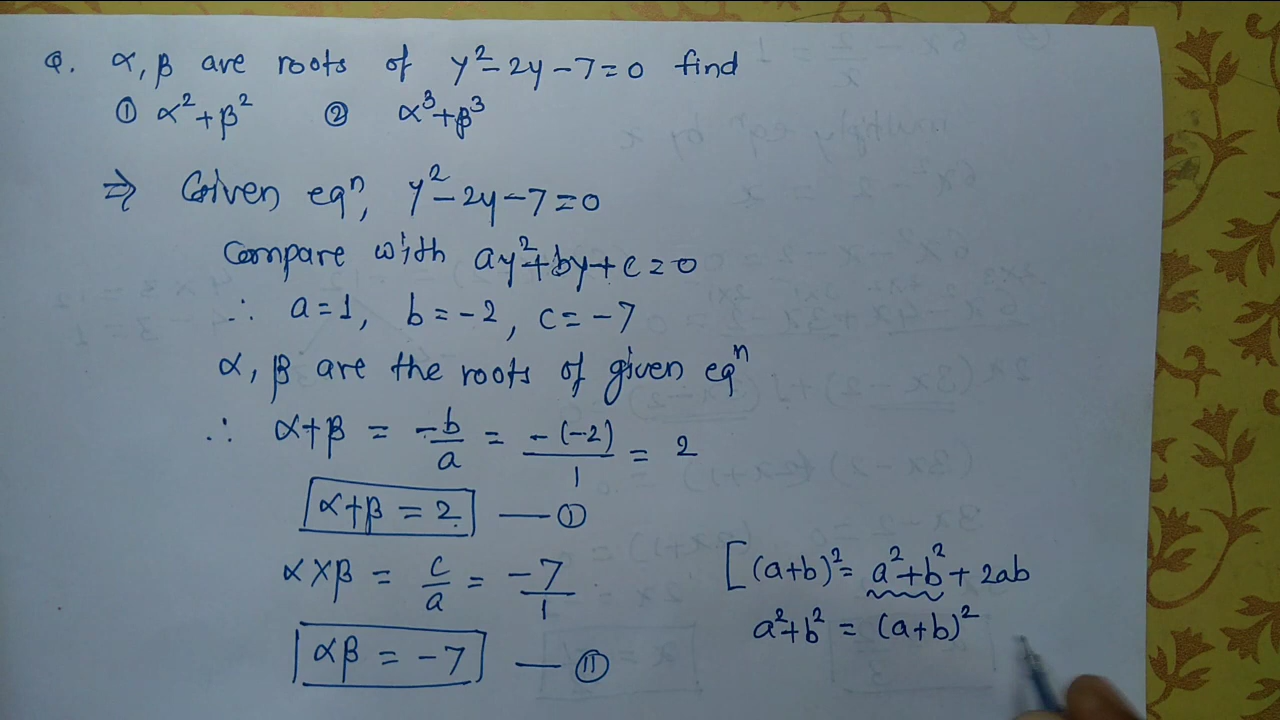 Q. α, β are roots of y²-2y-7=0 find
① α²+β² ② α³+β³
⇒ Given eqⁿ, y²-2y-7=0
Compare with ay²+by+c=0
∴ a=1, b=-2, c=-7
α, β are the roots of given eqⁿ
∴ α+β = -b/a = -(-2)/1 = 2
α+β = 2 — Ⓘ
α×β = c/a = -7/1
αβ = -7 — Ⓘ Ⓘ
[(a+b)² = a²+b²+2ab
a²+b² = (a+b)²